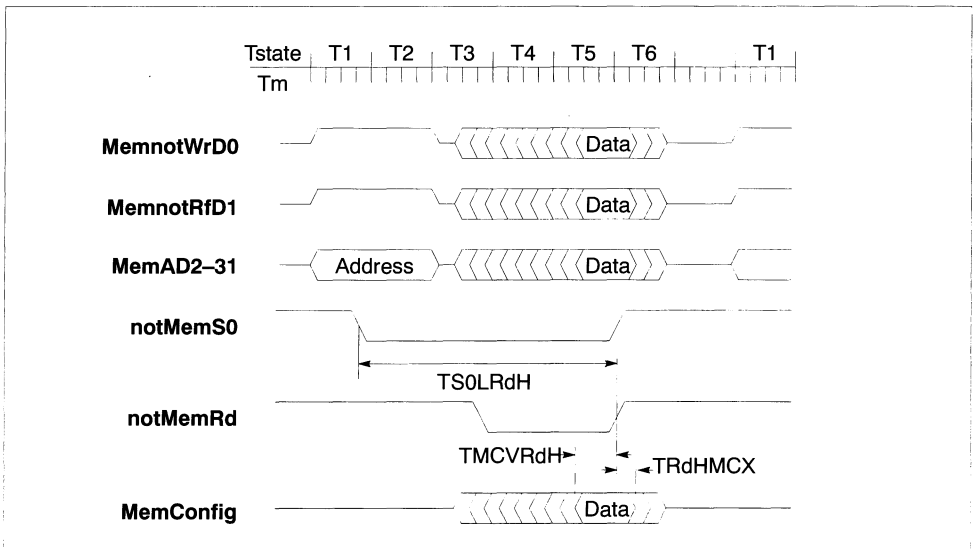 Tstate T1 T2 T3 T4 T5 T6 T1
Tm
MemnotWrD0 Data
MemnotRfD1 Data
MemAD2–31 Address Data
notMemS0
TS0LRdH
notMemRd
TMCVRdH TRdHMCX
MemConfig Data